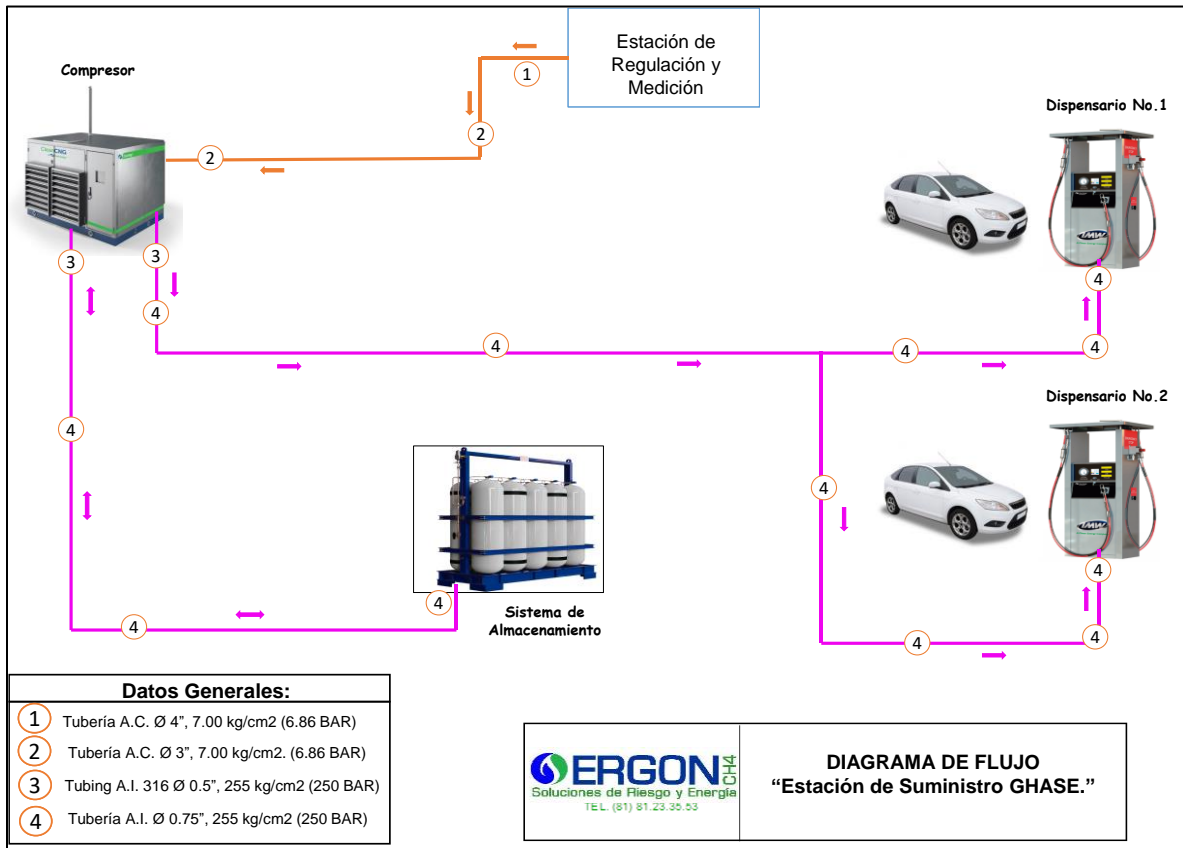 Estación de
Regulación y
Medición
Compresor
1
2
2
Dispensario No.1
IMW
4
3
3
4
4
4
4
Dispensario No.2
IMW
4
4
4
4
4
4
4
4
Sistema de
Almacenamiento
Datos Generales:
1 Tubería A.C. Ø 4”, 7.00 kg/cm2 (6.86 BAR)
2 Tubería A.C. Ø 3”, 7.00 kg/cm2. (6.86 BAR)
3 Tubing A.I. 316 Ø 0.5”, 255 kg/cm2 (250 BAR)
4 Tubería A.I. Ø 0.75”, 255 kg/cm2 (250 BAR)
ERGON CH4
Soluciones de Riesgo y Energía
TEL. (81) 81.23.35.53
DIAGRAMA DE FLUJO
“Estación de Suministro GHASE.”